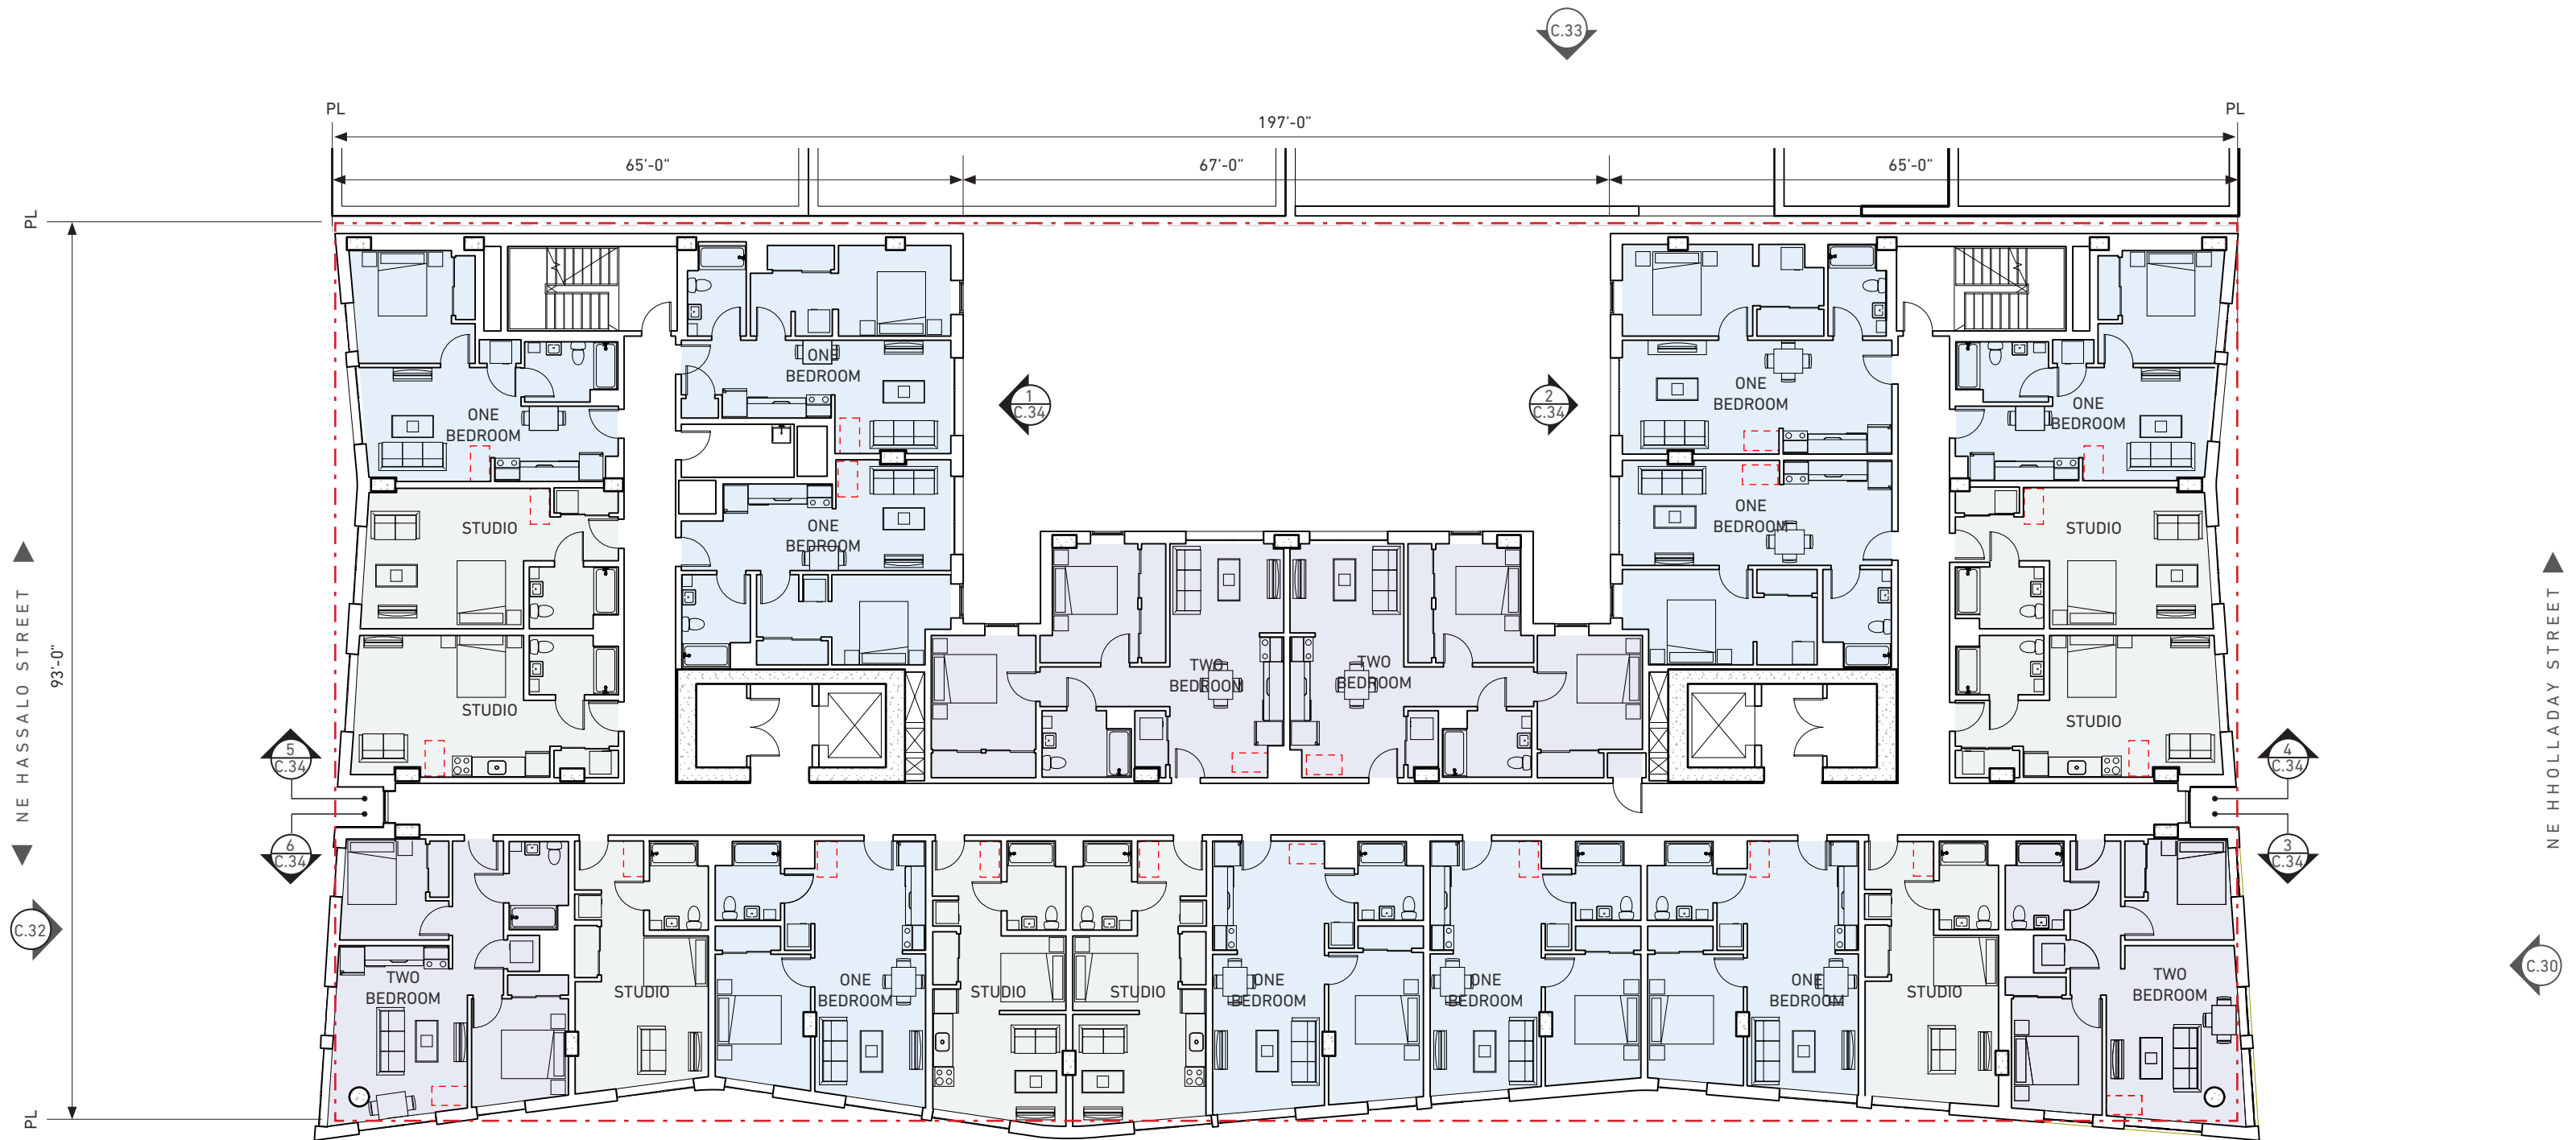 C.33
PL
PL
197'-0"
65'-0"
67'-0"
65'-0"
PL
ONE
BEDROOM
ONE
BEDROOM
ONE
BEDROOM
ONE
BEDROOM
1
C.34
2
C.34
STUDIO
ONE
BEDROOM
ONE
BEDROOM
STUDIO
NE HASSALO STREET
93'-0"
TWO
BEDROOM
TWO
BEDROOM
NE HHOLLADAY STREET
STUDIO
STUDIO
5
C.34
4
C.34
6
C.34
3
C.34
C.32
C.30
TWO
BEDROOM
STUDIO
ONE
BEDROOM
STUDIO
STUDIO
ONE
BEDROOM
ONE
BEDROOM
ONE
BEDROOM
STUDIO
TWO
BEDROOM
PL